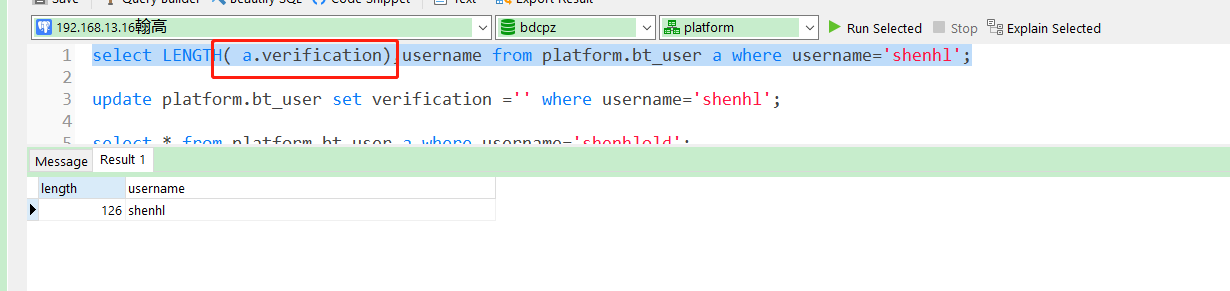 Save Query Builder Beautify SQL Code Snippet Text Export Result
192.168.13.16翰高 bdcpz platform Run Selected Stop Explain Selected
1 select LENGTH( a.verification),username from platform.bt_user a where username='shenhl';
2
3 update platform.bt_user set verification ='' where username='shenhl';
4
5 select * from platform.bt_user a where username='shenhlold';
Message Result 1
length username
126 shenhl